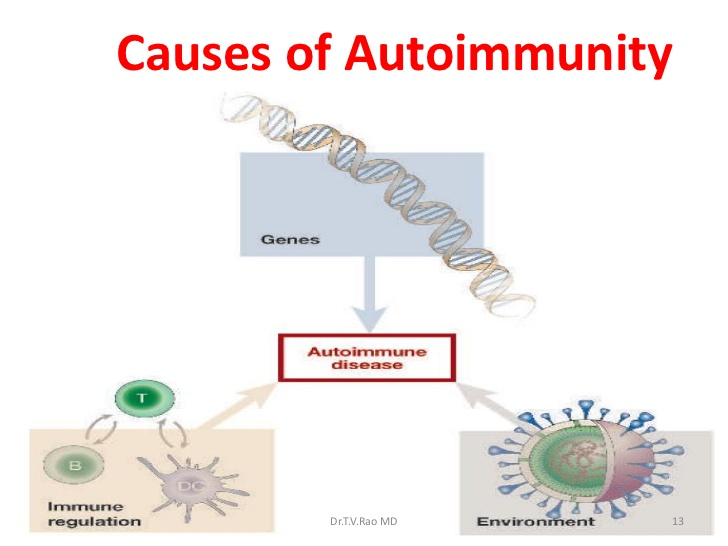 Causes of Autoimmunity
Genes
Autoimmune
disease
T
B
DC
Immune
regulation
Dr.T.V.Rao MD
Environment
13